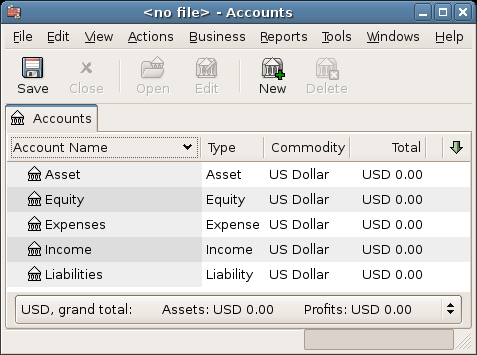 <no file> - Accounts
File Edit View Actions Business Reports Tools Windows Help
Save Close Open Edit New Delete
Accounts
Account Name Type Commodity Total
Asset Asset US Dollar USD 0.00
Equity Equity US Dollar USD 0.00
Expenses Expense US Dollar USD 0.00
Income Income US Dollar USD 0.00
Liabilities Liability US Dollar USD 0.00
USD, grand total: Assets: USD 0.00 Profits: USD 0.00